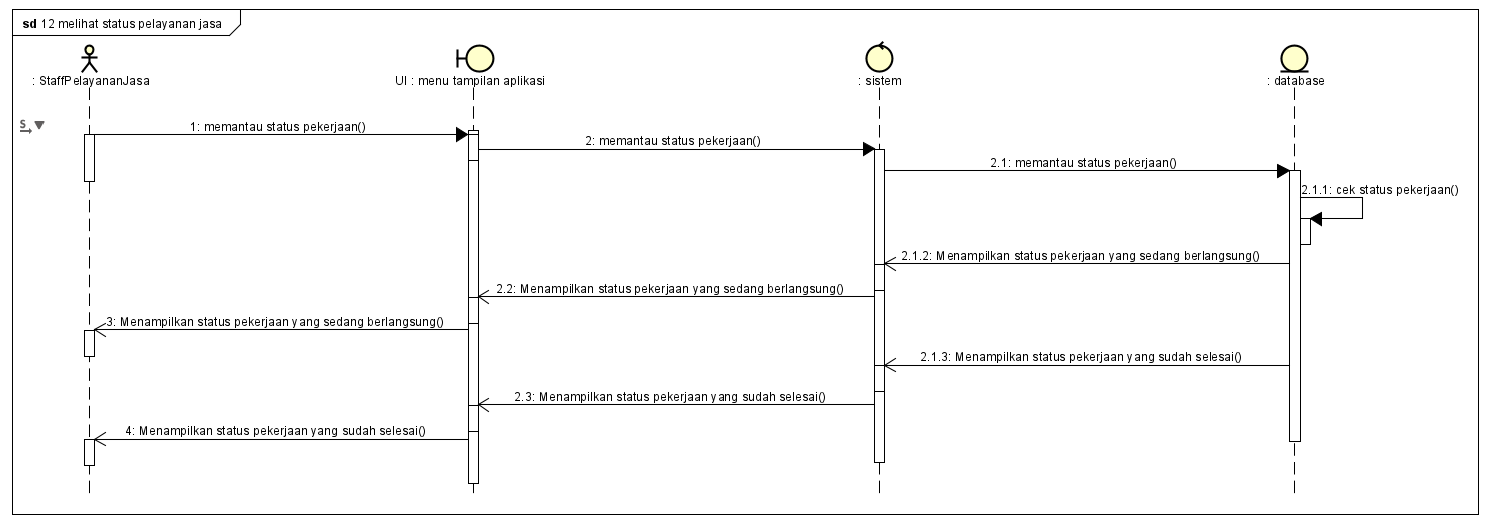 sd 12 melihat status pelayanan jasa
: StaffPelayananJasa
UI : menu tampilan aplikasi
: sistem
: database
S
1: memantau status pekerjaan()
2: memantau status pekerjaan()
2.1: memantau status pekerjaan()
2.1.1: cek status pekerjaan()
2.1.2: Menampilkan status pekerjaan yang sedang berlangsung()
2.2: Menampilkan status pekerjaan yang sedang berlangsung()
3: Menampilkan status pekerjaan yang sedang berlangsung()
2.1.3: Menampilkan status pekerjaan yang sudah selesai()
2.3: Menampilkan status pekerjaan yang sudah selesai()
4: Menampilkan status pekerjaan yang sudah selesai()